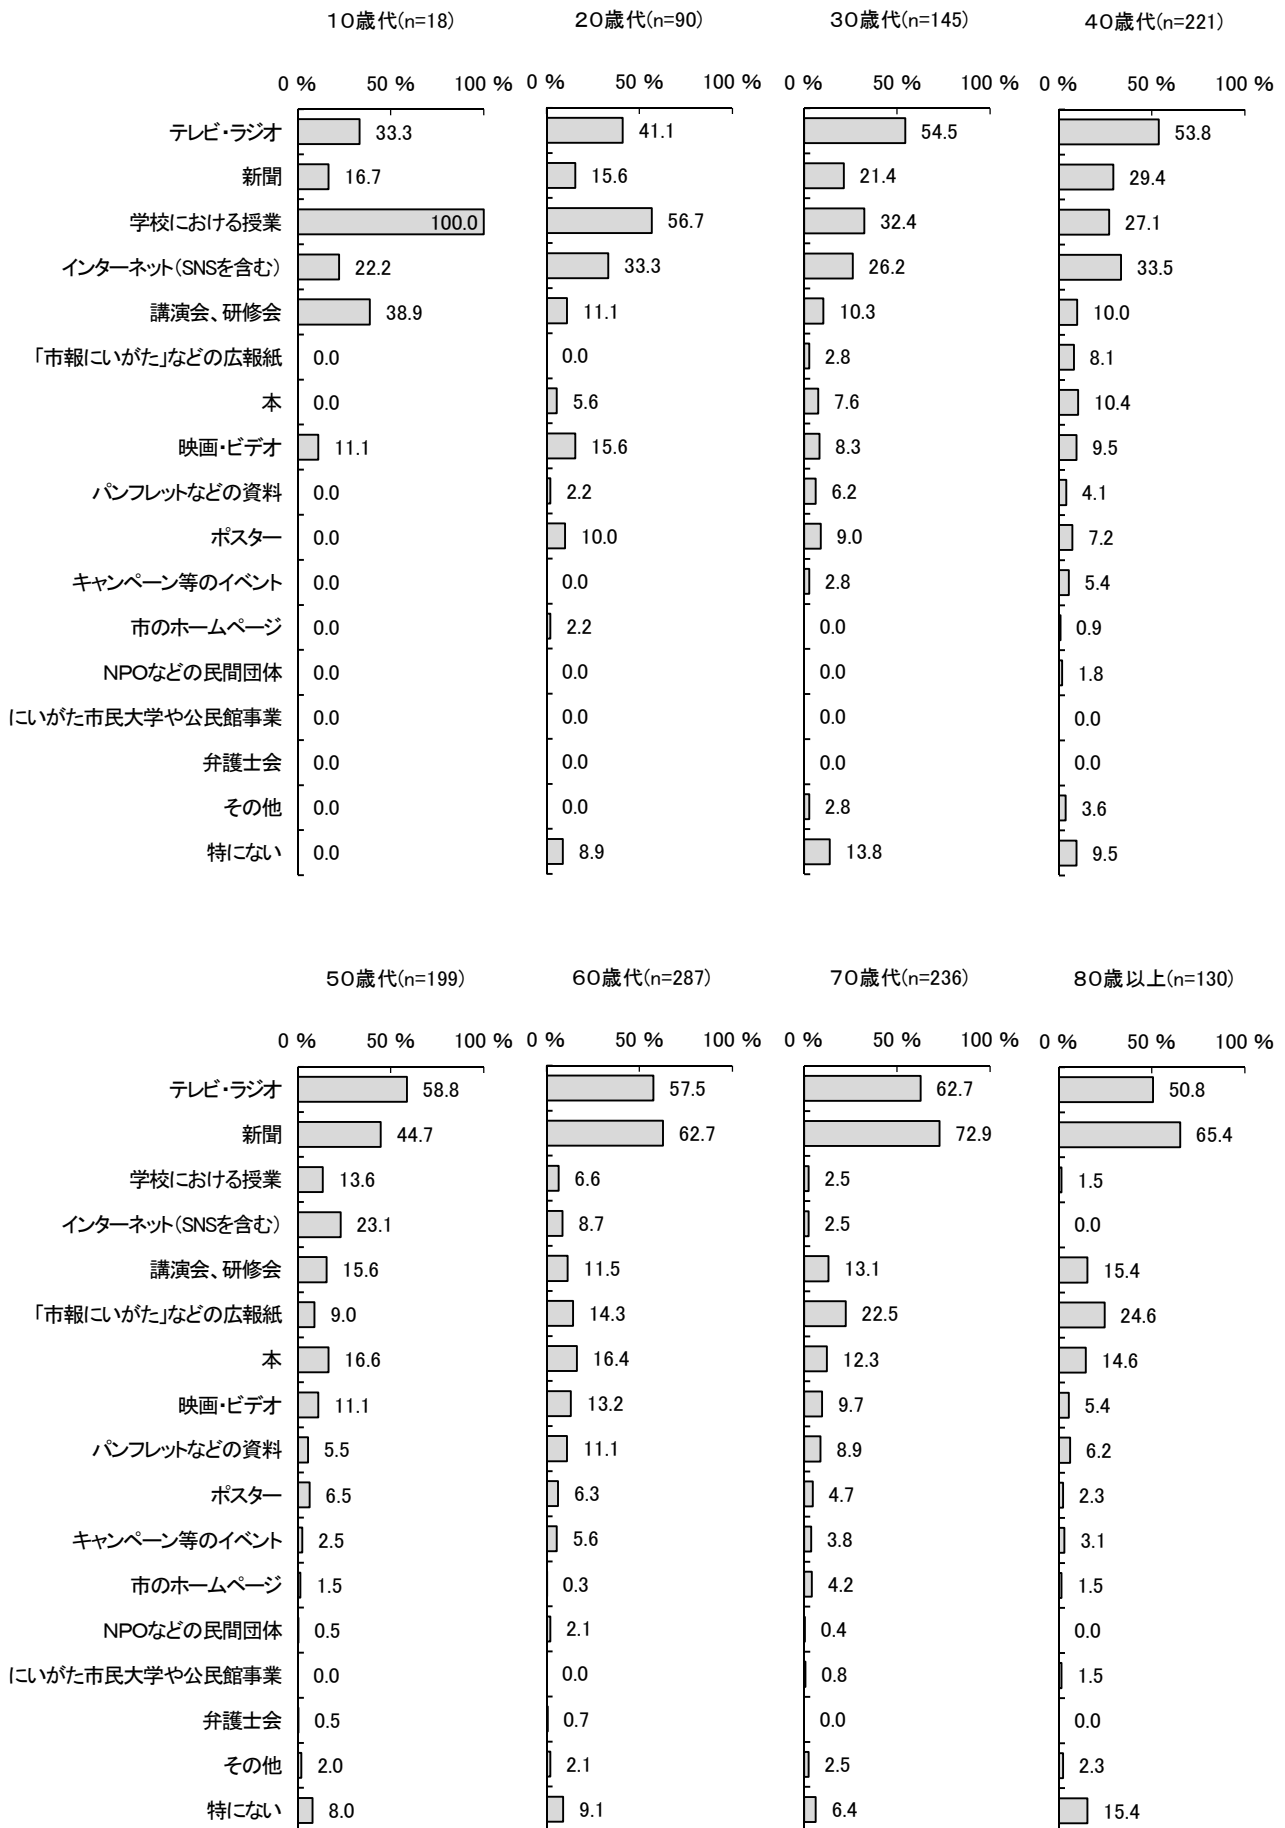 10歳代(n=18) 20歳代(n=90) 30歳代(n=145) 40歳代(n=221)
0 % 50 % 100 % 0 % 50 % 100 % 0 % 50 % 100 % 0 % 50 % 100 %
テレビ・ラジオ 33.3 41.1 54.5 53.8
新聞 16.7 15.6 21.4 29.4
学校における授業 100.0 56.7 32.4 27.1
インターネット（SNSを含む） 22.2 33.3 26.2 33.5
講演会、研修会 38.9 11.1 10.3 10.0
「市報にいがた」などの広報紙 0.0 0.0 2.8 8.1
本 0.0 5.6 7.6 10.4
映画・ビデオ 11.1 15.6 8.3 9.5
パンフレットなどの資料 0.0 2.2 6.2 4.1
ポスター 0.0 10.0 9.0 7.2
キャンペーン等のイベント 0.0 0.0 2.8 5.4
市のホームページ 0.0 2.2 0.0 0.9
NPOなどの民間団体 0.0 0.0 0.0 1.8
にいがた市民大学や公民館事業 0.0 0.0 0.0 0.0
弁護士会 0.0 0.0 0.0 0.0
その他 0.0 0.0 2.8 3.6
特にない 0.0 8.9 13.8 9.5
50歳代(n=199) 60歳代(n=287) 70歳代(n=236) 80歳以上(n=130)
0 % 50 % 100 % 0 % 50 % 100 % 0 % 50 % 100 % 0 % 50 % 100 %
テレビ・ラジオ 58.8 57.5 62.7 50.8
新聞 44.7 62.7 72.9 65.4
学校における授業 13.6 6.6 2.5 1.5
インターネット（SNSを含む） 23.1 8.7 2.5 0.0
講演会、研修会 15.6 11.5 13.1 15.4
「市報にいがた」などの広報紙 9.0 14.3 22.5 24.6
本 16.6 16.4 12.3 14.6
映画・ビデオ 11.1 13.2 9.7 5.4
パンフレットなどの資料 5.5 11.1 8.9 6.2
ポスター 6.5 6.3 4.7 2.3
キャンペーン等のイベント 2.5 5.6 3.8 3.1
市のホームページ 1.5 0.3 4.2 1.5
NPOなどの民間団体 0.5 2.1 0.4 0.0
にいがた市民大学や公民館事業 0.0 0.0 0.8 1.5
弁護士会 0.5 0.7 0.0 0.0
その他 2.0 2.1 2.5 2.3
特にない 8.0 9.1 6.4 15.4